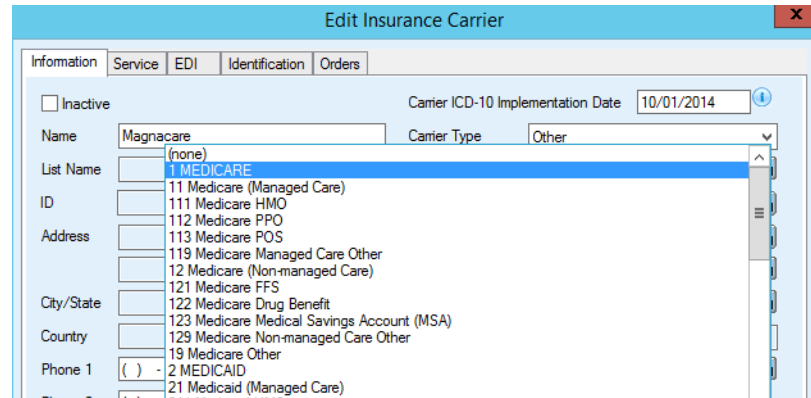 Edit Insurance Carrier
x
Information Service EDI Identification Orders
Inactive Carrier ICD-10 Implementation Date 10/01/2014
Name Magnacare Carrier Type Other
(none)
List Name 1 MEDICARE
11 Medicare (Managed Care)
ID 111 Medicare HMO
112 Medicare PPO
Address 113 Medicare POS
119 Medicare Managed Care Other
12 Medicare (Non-managed Care)
121 Medicare FFS
City/State 122 Medicare Drug Benefit
123 Medicare Medical Savings Account (MSA)
Country 129 Medicare Non-managed Care Other
19 Medicare Other
Phone 1 ( ) - 2 MEDICAID
21 Medicaid (Managed Care)